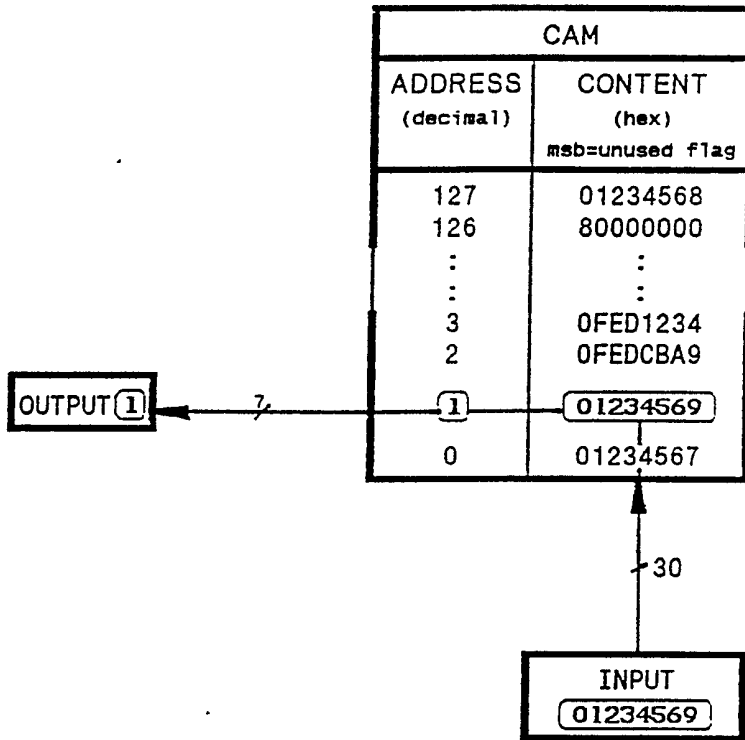 CAM
ADDRESS CONTENT
(decimal) (hex)
msb=unused flag
127 01234568
126 80000000
: :
: :
3 0FED1234
2 0FEDCBA9
OUTPUT 1 7 1 01234569
0 01234567
30
INPUT
01234569